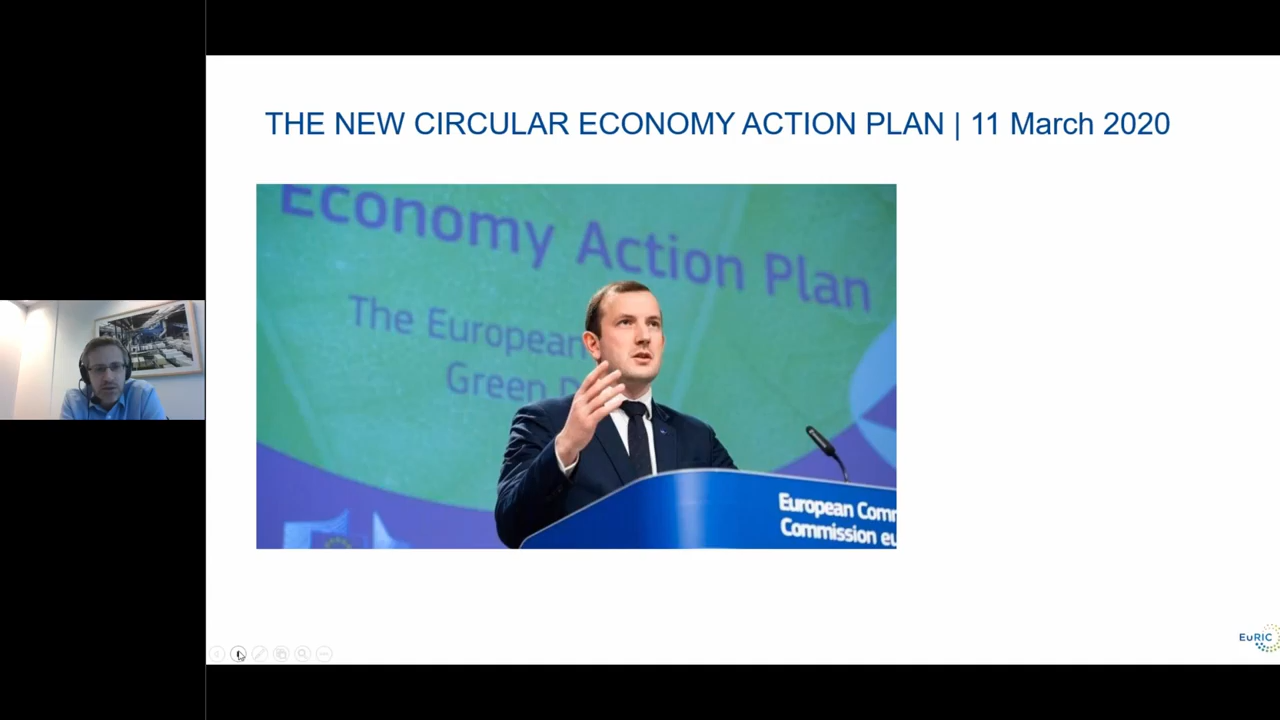 THE NEW CIRCULAR ECONOMY ACTION PLAN | 11 March 2020
Economy Action Plan
The European
Green D
European Comm
Commission eu
EuRIC